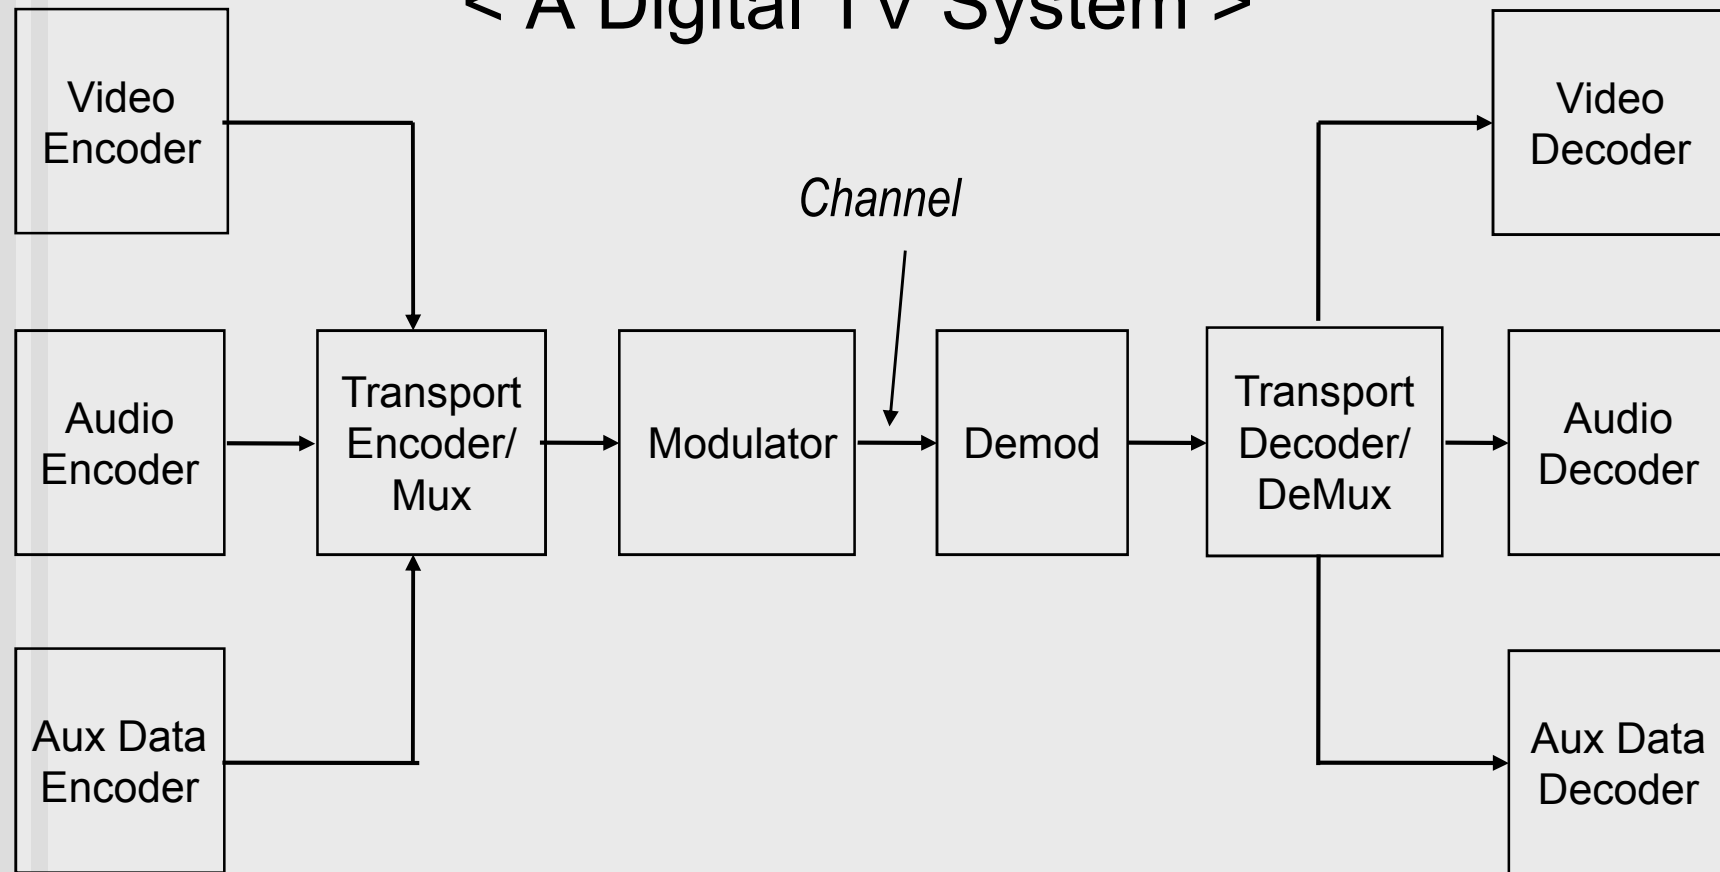 < A Digital TV System >
Video
Encoder
Video
Decoder
Channel
Audio
Encoder
Transport
Encoder/
Mux
Modulator
Demod
Transport
Decoder/
DeMux
Audio
Decoder
Aux Data
Encoder
Aux Data
Decoder